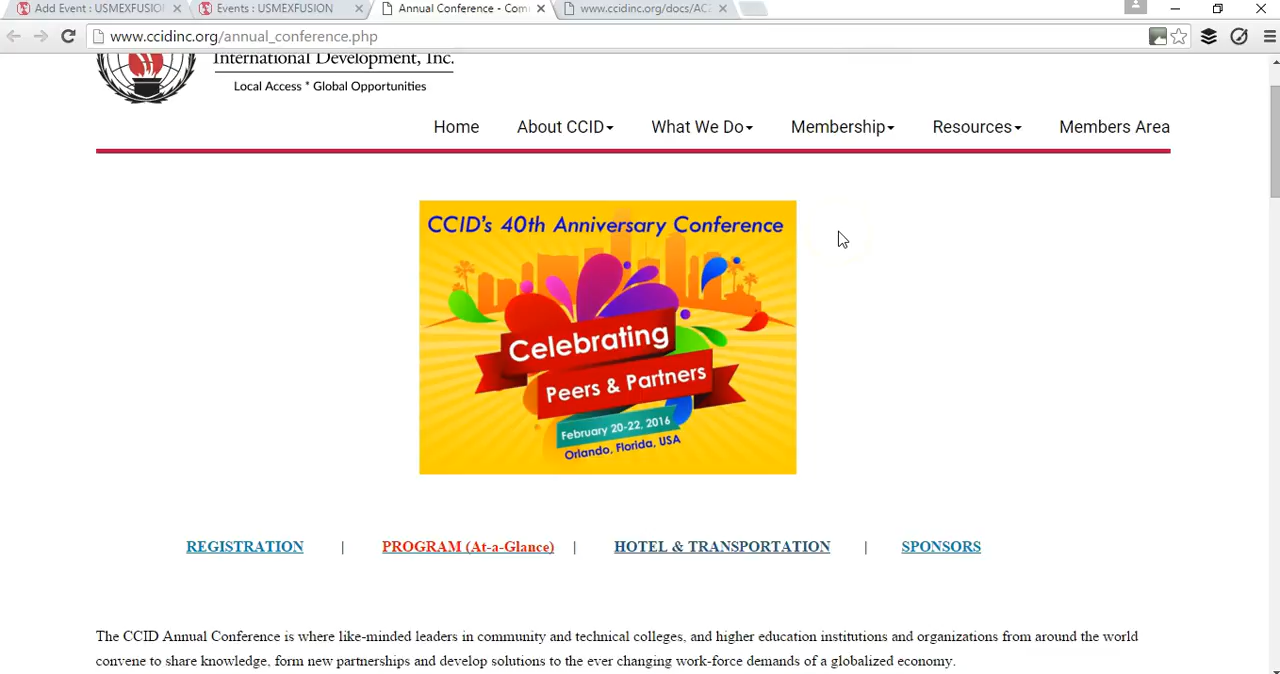 Add Event : USMEXFUSION
Events : USMEXFUSION
Annual Conference - Com
www.ccidinc.org/docs/AC
www.ccidinc.org/annual_conference.php
International Development, Inc.
Local Access * Global Opportunities
Home About CCID What We Do Membership Resources Members Area
CCID's 40th Anniversary Conference
Celebrating
Peers & Partners
February 20-22, 2016
Orlando, Florida, USA
REGISTRATION | PROGRAM (At-a-Glance) | HOTEL & TRANSPORTATION | SPONSORS
The CCID Annual Conference is where like-minded leaders in community and technical colleges, and higher education institutions and organizations from around the world
convene to share knowledge, form new partnerships and develop solutions to the ever changing work-force demands of a globalized economy.